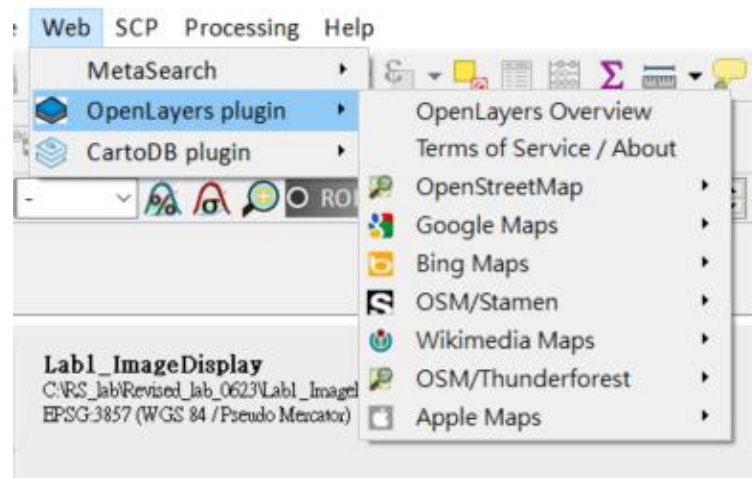 Web SCP Processing Help
MetaSearch
OpenLayers plugin
CartoDB plugin
OpenLayers Overview
Terms of Service / About
OpenStreetMap
Google Maps
Bing Maps
OSM/Stamen
Wikimedia Maps
OSM/Thunderforest
Apple Maps
Lab1_ImageDisplay
C:\RS_lab\Revised_lab_0623\Lab1_Image
EPSG:3857 (WGS 84 / Pseudo Mercator)